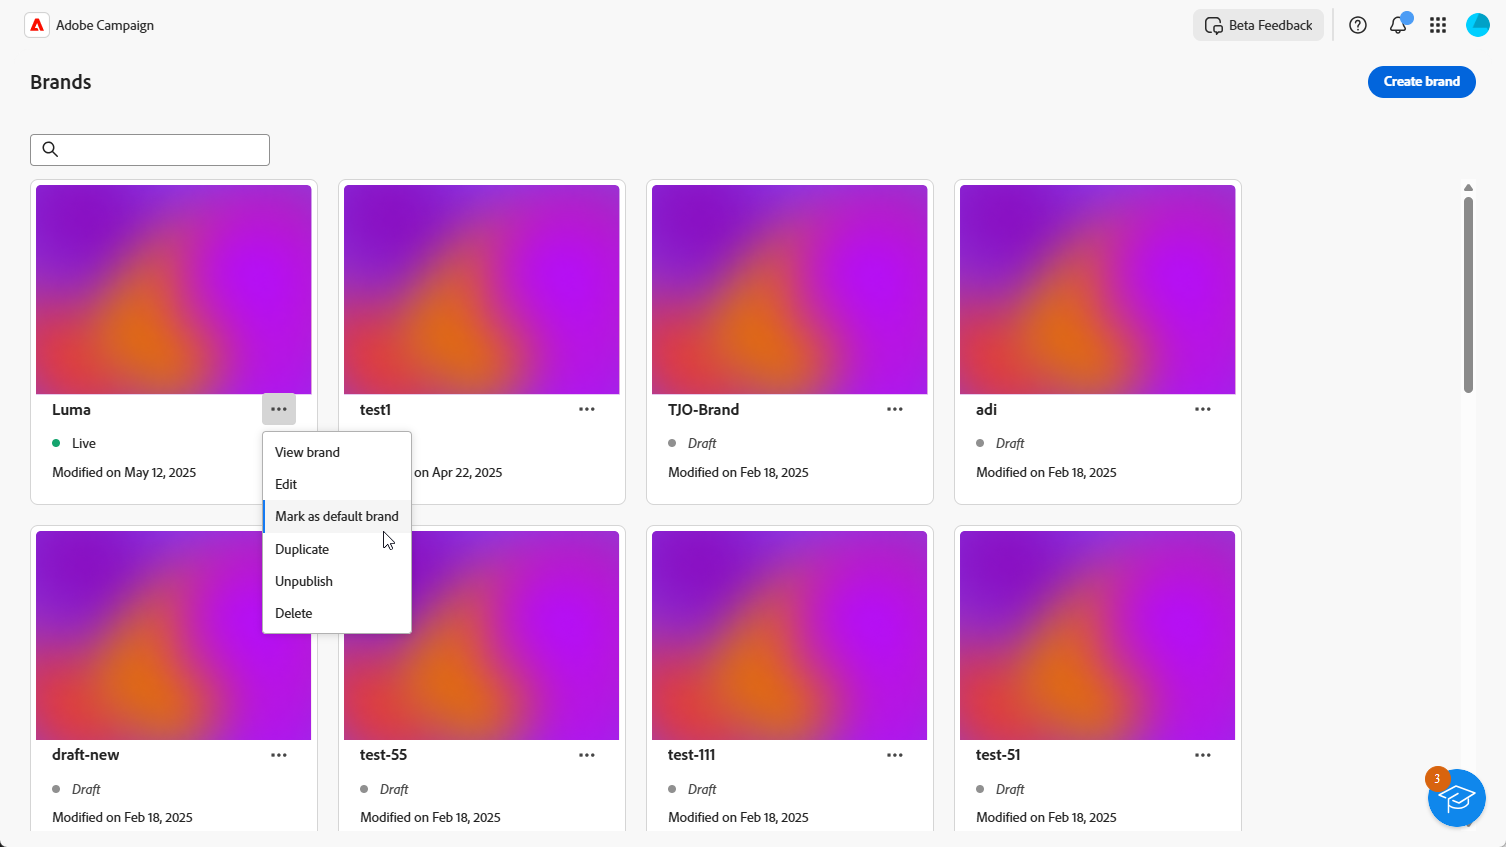 Adobe Campaign
Beta Feedback
Brands
Create brand
Luma
test1
TJO-Brand
adi
Live
Draft
Draft
Modified on May 12, 2025
on Apr 22, 2025
Modified on Feb 18, 2025
Modified on Feb 18, 2025
View brand
Edit
Mark as default brand
Duplicate
Unpublish
Delete
draft-new
test-55
test-111
test-51
Draft
Draft
Draft
Draft
Modified on Feb 18, 2025
Modified on Feb 18, 2025
Modified on Feb 18, 2025
Modified on Feb 18, 2025
3